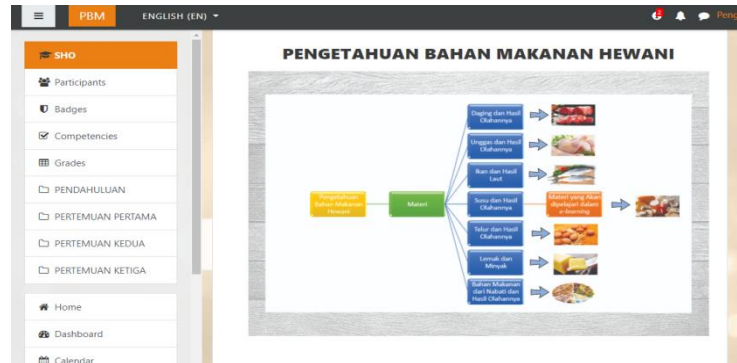 PBM
ENGLISH (EN)
Peng
SHO
Participants
Badges
Competencies
Grades
PENDAHULUAN
PERTEMUAN PERTAMA
PERTEMUAN KEDUA
PERTEMUAN KETIGA
Home
Dashboard
Calendar
PENGETAHUAN BAHAN MAKANAN HEWANI
Pengetahuan
Bahan Makanan
Hewani
Materi
Daging dan Hasil
Olahannya
Unggas dan Hasil
Olahannya
Ikan dan Hasil
Laut
Susu dan Hasil
Olahannya
Materi yang Akan
dipelajari dalam
e-learning
Telur dan Hasil
Olahannya
Lemak dan
Minyak
Bahan Makanan
dari Nabati dan
Hasil Olahannya